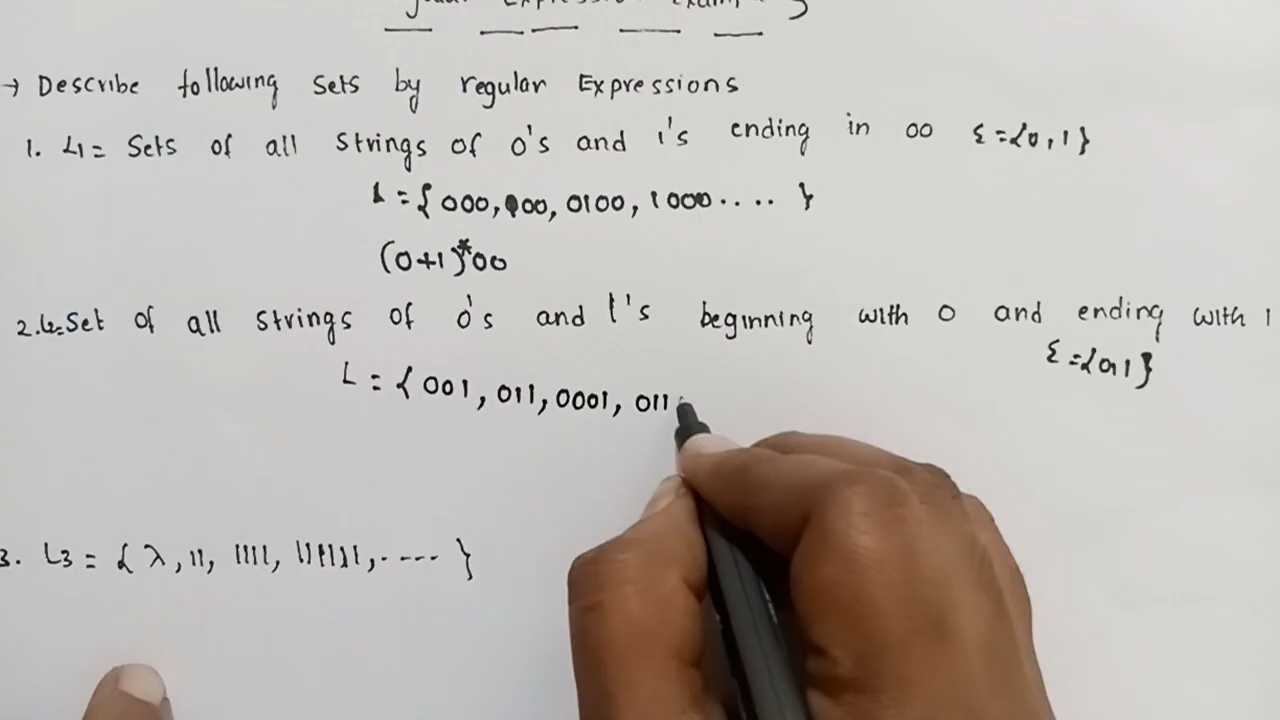 Expression
→ Describe following sets by regular Expressions
1. L1= Sets of all strings of 0's and 1's ending in 00 Σ={0,1}
L={000,100,0100,1000.... }
(0+1)*00
2.L2=Set of all strings of 0's and 1's beginning with 0 and ending with 1
Σ={0,1}
L={001,011,0001,011
3. L3={λ,11,1111,111111,.---- }